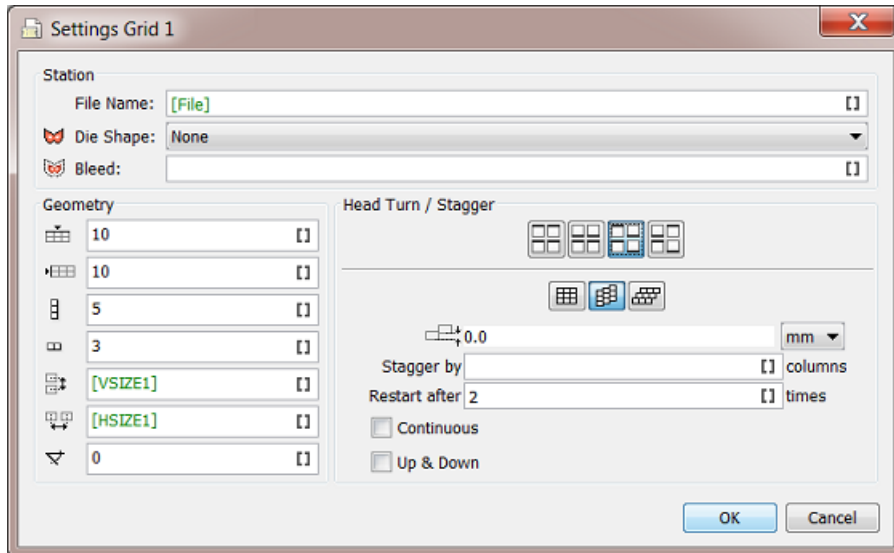 Settings Grid 1
Station
File Name: [File] []
Die Shape: None
Bleed: []
Geometry
10 []
10 []
5 []
3 []
[VSIZE1] []
[HSIZE1] []
0 []
Head Turn / Stagger
0.0 mm
Stagger by [] columns
Restart after 2 [] times
Continuous
Up & Down
OK Cancel